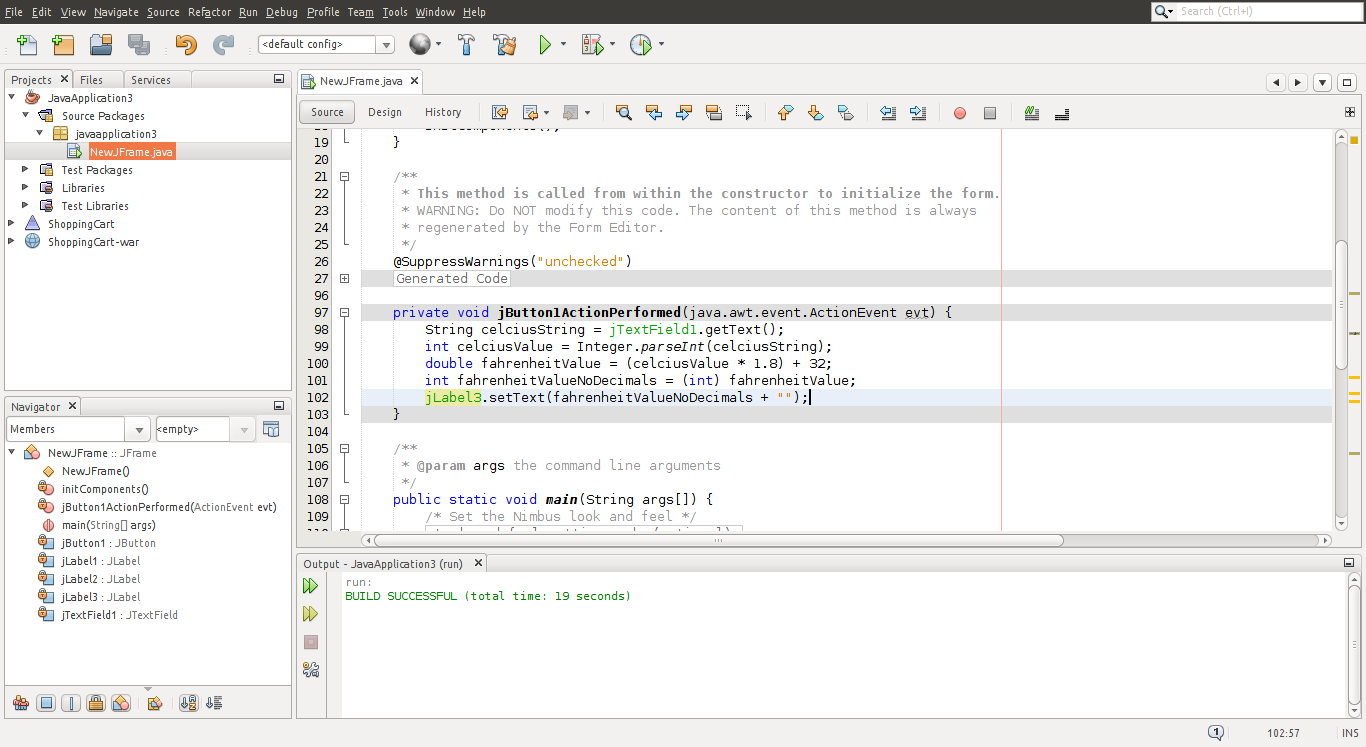 File Edit View Navigate Source Refactor Run Debug Profile Team Tools Window Help
Search (Ctrl+I)
<default config>
Projects Files Services
JavaApplication3
Source Packages
javaapplication3
NewJFrame.java
Test Packages
Libraries
Test Libraries
ShoppingCart
ShoppingCart-war
Navigator
Members <empty>
NewJFrame :: JFrame
NewJFrame()
initComponents()
jButton1ActionPerformed(ActionEvent evt)
main(String[] args)
jButton1 : JButton
jLabel1 : JLabel
jLabel2 : JLabel
jLabel3 : JLabel
jTextField1 : JTextField
NewJFrame.java
Source Design History
19 }
20
21 /**
22 * This method is called from within the constructor to initialize the form.
23 * WARNING: Do NOT modify this code. The content of this method is always
24 * regenerated by the Form Editor.
25 */
26 @SuppressWarnings("unchecked")
27 Generated Code
96
97 private void jButton1ActionPerformed(java.awt.event.ActionEvent evt) {
98 String celciusString = jTextField1.getText();
99 int celciusValue = Integer.parseInt(celciusString);
100 double fahrenheitValue = (celciusValue * 1.8) + 32;
101 int fahrenheitValueNoDecimals = (int) fahrenheitValue;
102 jLabel3.setText(fahrenheitValueNoDecimals + "");
103 }
104
105 /**
106 * @param args the command line arguments
107 */
108 public static void main(String args[]) {
109 /* Set the Nimbus look and feel */
Output - JavaApplication3 (run)
run:
BUILD SUCCESSFUL (total time: 19 seconds)
1 102:57 INS